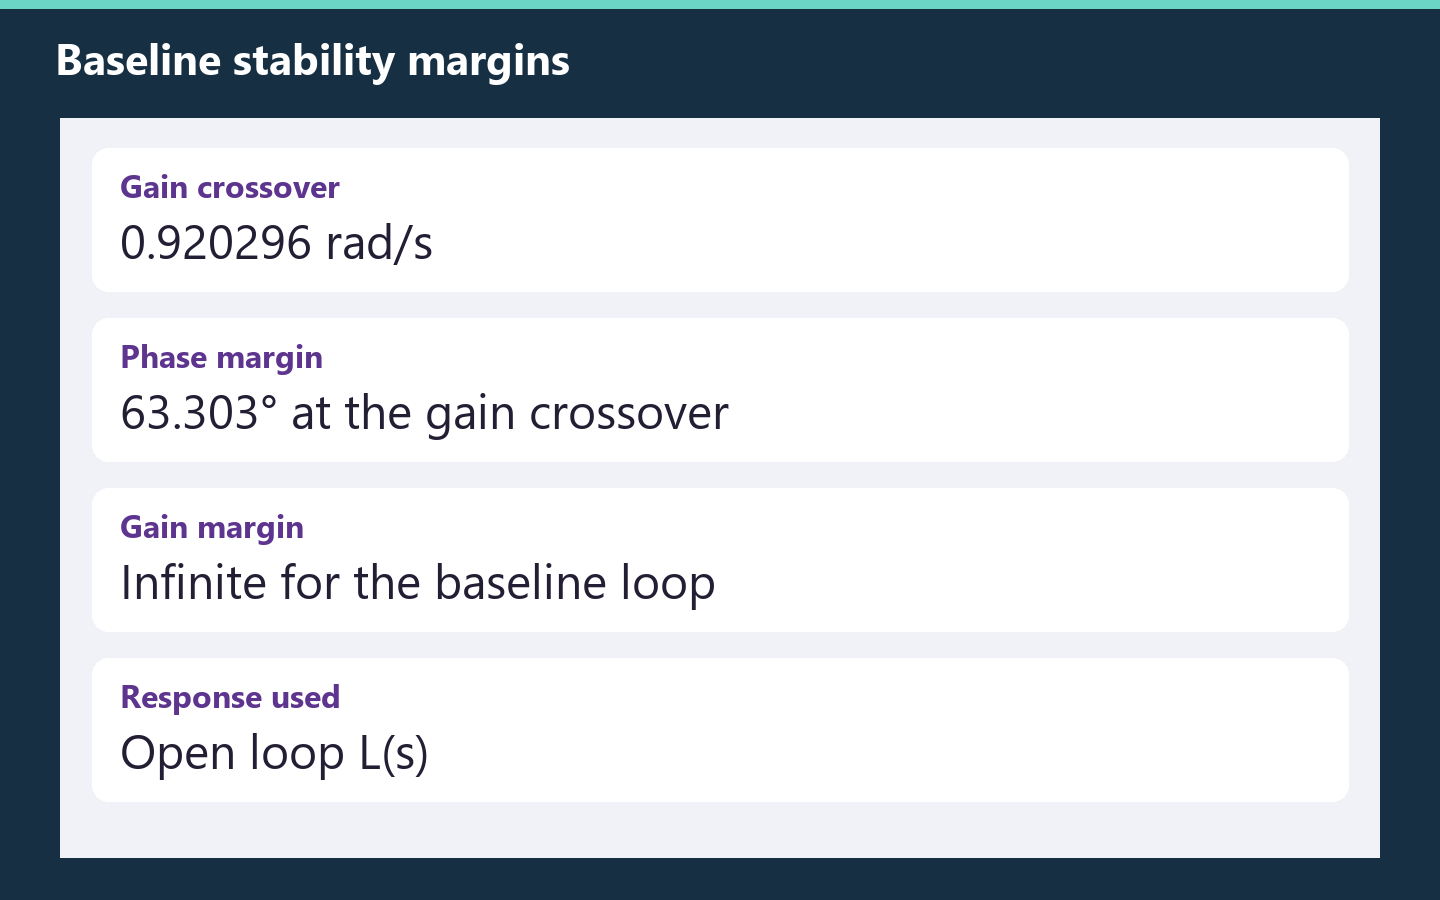 Baseline stability margins
Gain crossover
0.920296 rad/s
Phase margin
63.303° at the gain crossover
Gain margin
Infinite for the baseline loop
Response used
Open loop L(s)